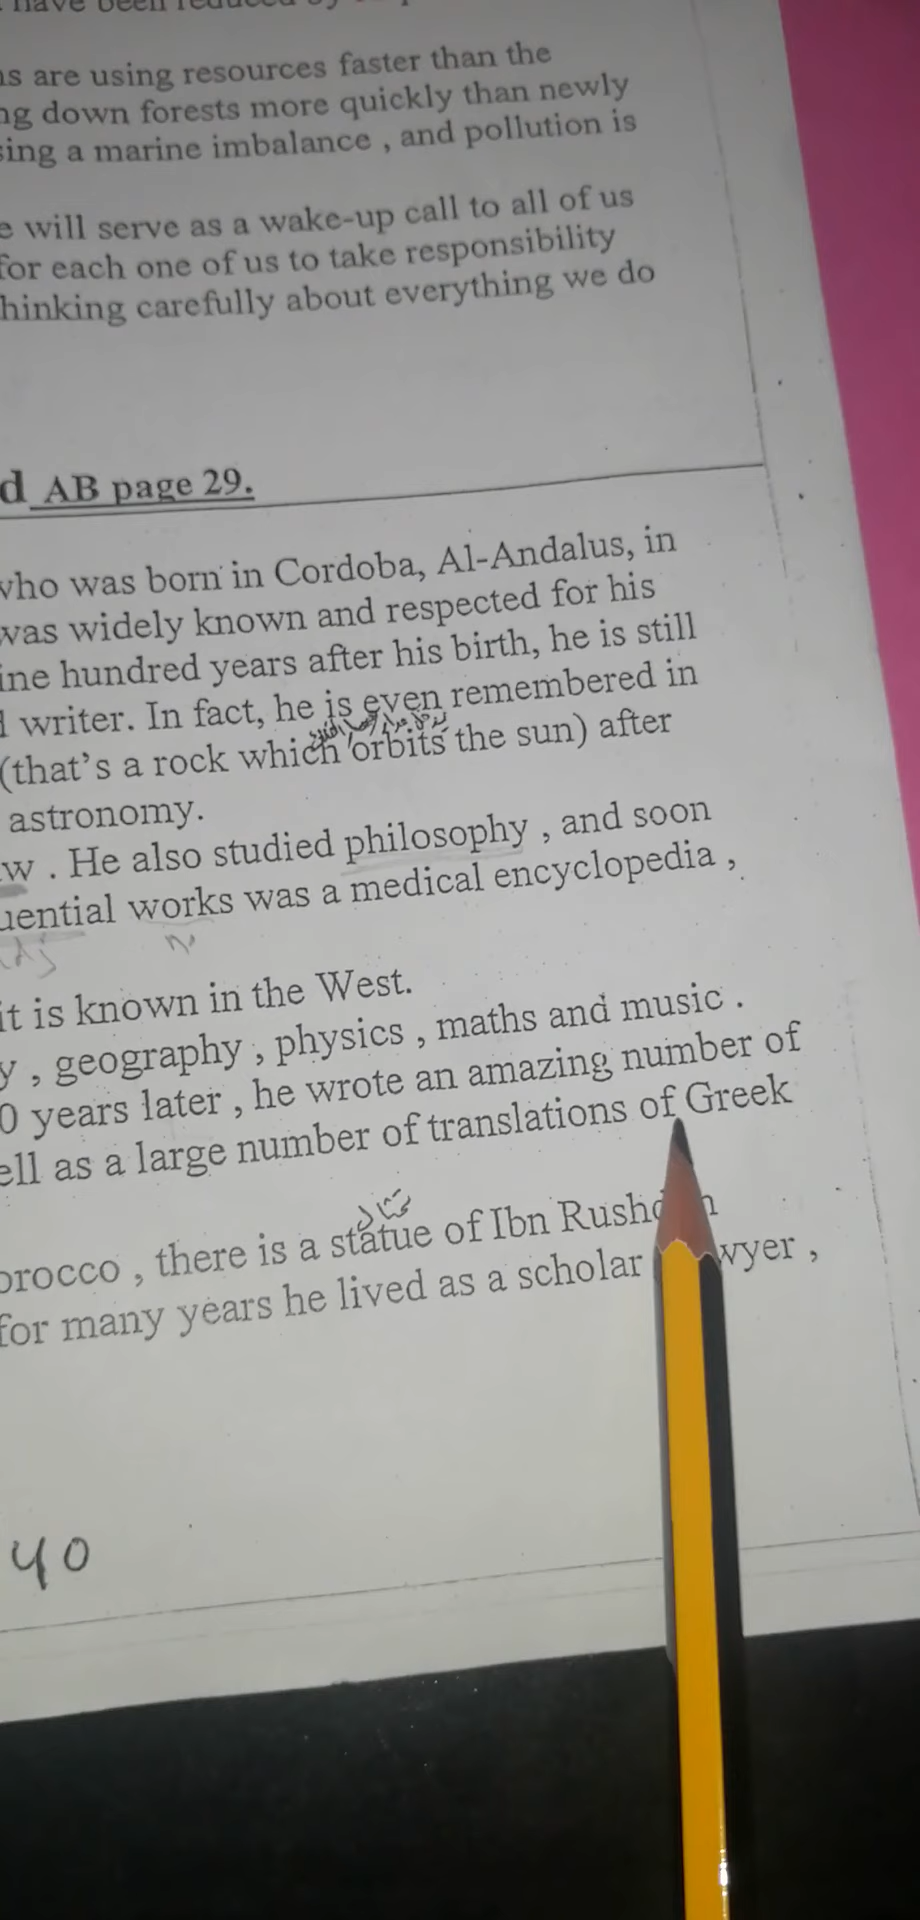 have been reduced by
are using resources faster than the
down forests more quickly than newly
a marine imbalance , and pollution is
will serve as a wake-up call to all of us
for each one of us to take responsibility
hinking carefully about everything we do
d AB page 29.
who was born in Cordoba, Al-Andalus, in
was widely known and respected for his
ine hundred years after his birth, he is still
writer. In fact, he is even remembered in
(that's a rock which orbits the sun) after
astronomy.
w . He also studied philosophy , and soon
uential works was a medical encyclopedia ,
n
it is known in the West.
y , geography , physics , maths and music .
0 years later , he wrote an amazing number of
ell as a large number of translations of Greek
orocco , there is a statue of Ibn Rushd
for many years he lived as a scholar wyer ,
40